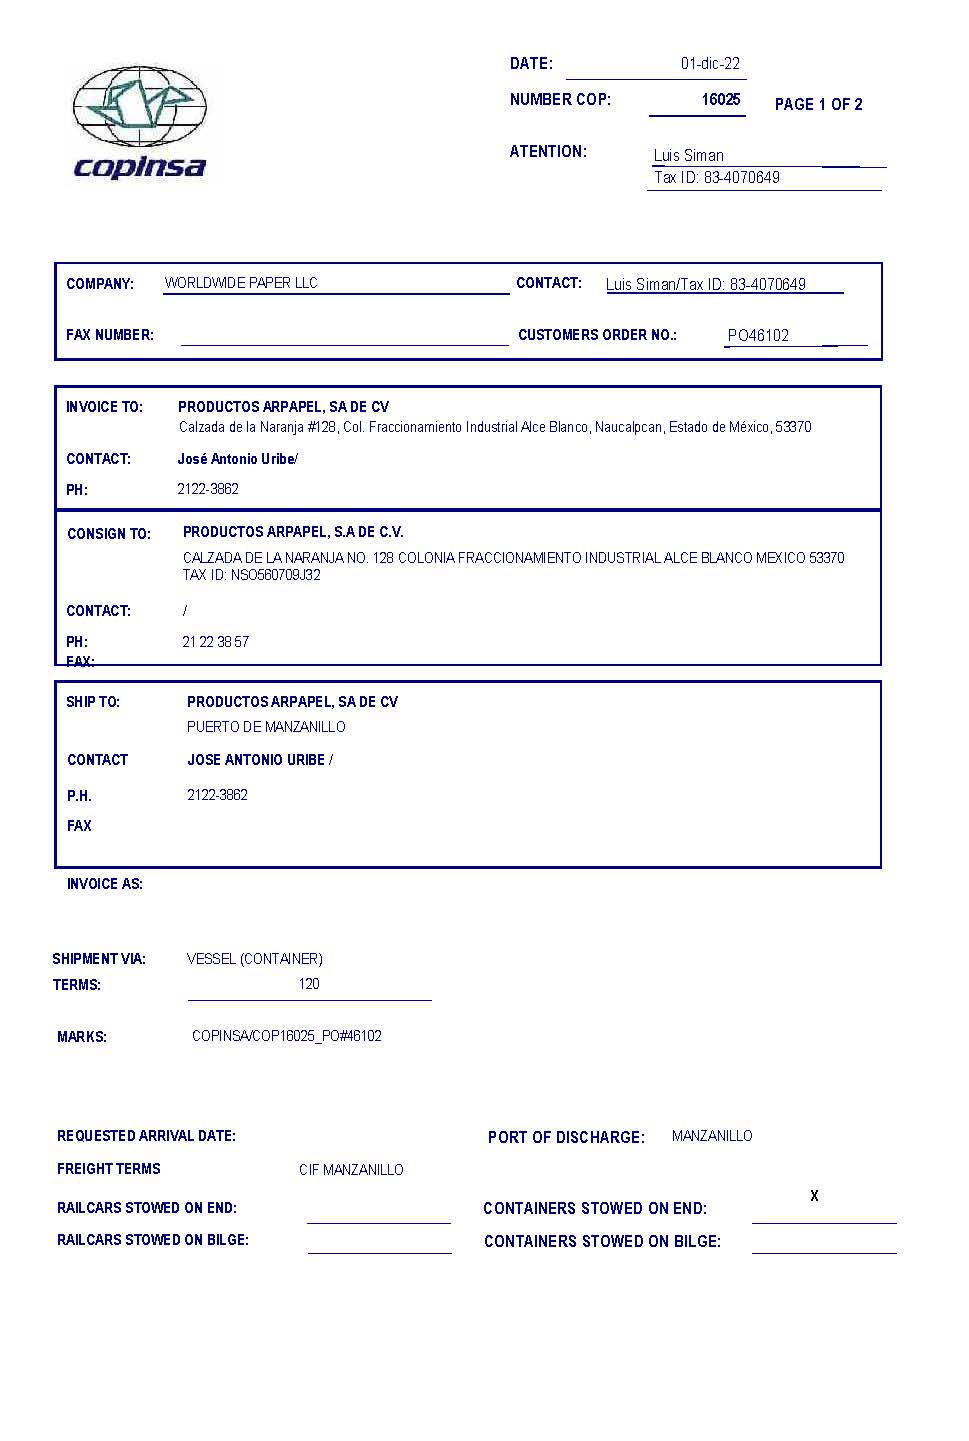 copinsa
DATE: 01-dic-22
NUMBER COP: 16025 PAGE 1 OF 2
ATENTION: Luis Siman
Tax ID: 83-4070649
COMPANY: WORLDWIDE PAPER LLC CONTACT: Luis Siman/Tax ID: 83-4070649
FAX NUMBER: CUSTOMERS ORDER NO.: PO46102
INVOICE TO: PRODUCTOS ARPAPEL, SA DE CV
Calzada de la Naranja #128, Col. Fraccionamiento Industrial Alce Blanco, Naucalpcan, Estado de México, 53370
CONTACT: José Antonio Uribe/
PH: 2122-3862
CONSIGN TO: PRODUCTOS ARPAPEL, S.A DE C.V.
CALZADA DE LA NARANJA NO. 128 COLONIA FRACCIONAMIENTO INDUSTRIAL ALCE BLANCO MEXICO 53370
TAX ID: NSO560709J32
CONTACT: /
PH: 21 22 38 57
FAX:
SHIP TO: PRODUCTOS ARPAPEL, SA DE CV
PUERTO DE MANZANILLO
CONTACT JOSE ANTONIO URIBE /
P.H. 2122-3862
FAX
INVOICE AS:
SHIPMENT VIA: VESSEL (CONTAINER)
TERMS: 120
MARKS: COPINSA/COP16025_PO#46102
REQUESTED ARRIVAL DATE: PORT OF DISCHARGE: MANZANILLO
FREIGHT TERMS CIF MANZANILLO
RAILCARS STOWED ON END: CONTAINERS STOWED ON END: X
RAILCARS STOWED ON BILGE: CONTAINERS STOWED ON BILGE: